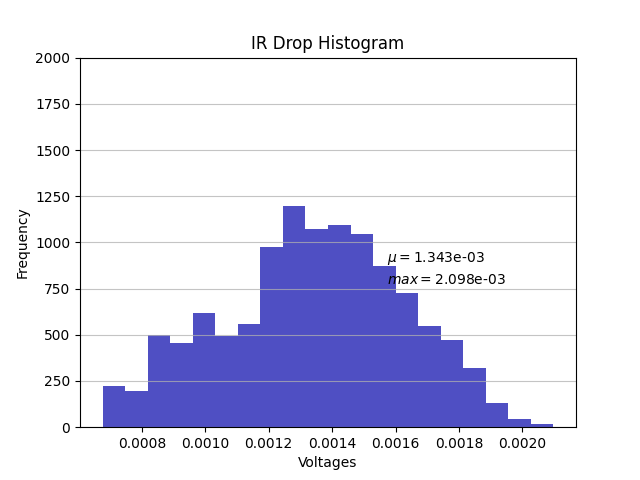 IR Drop Histogram
2000
1750
1500
1250
1000
750
500
250
0
Frequency
μ = 1.343e-03
max = 2.098e-03
0.0008 0.0010 0.0012 0.0014 0.0016 0.0018 0.0020
Voltages